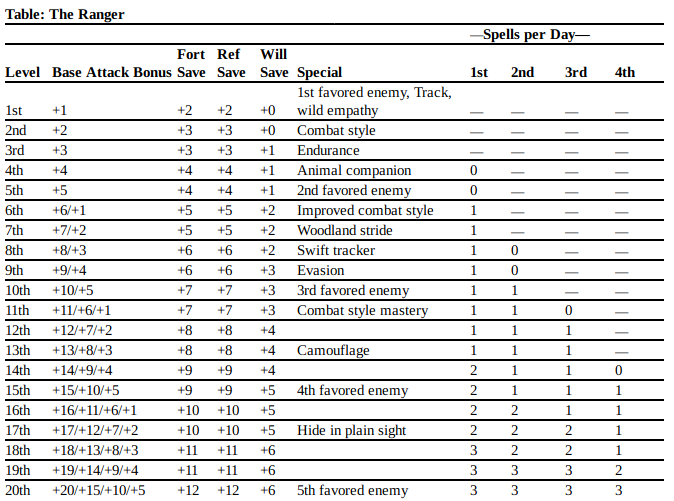 Table: The Ranger
—Spells per Day—
Fort Ref Will
Level Base Attack Bonus Save Save Save Special 1st 2nd 3rd 4th
1st favored enemy, Track,
1st +1 +2 +2 +0 wild empathy — — — —
2nd +2 +3 +3 +0 Combat style — — — —
3rd +3 +3 +3 +1 Endurance — — — —
4th +4 +4 +4 +1 Animal companion 0 — — —
5th +5 +4 +4 +1 2nd favored enemy 0 — — —
6th +6/+1 +5 +5 +2 Improved combat style 1 — — —
7th +7/+2 +5 +5 +2 Woodland stride 1 — — —
8th +8/+3 +6 +6 +2 Swift tracker 1 0 — —
9th +9/+4 +6 +6 +3 Evasion 1 0 — —
10th +10/+5 +7 +7 +3 3rd favored enemy 1 1 — —
11th +11/+6/+1 +7 +7 +3 Combat style mastery 1 1 0 —
12th +12/+7/+2 +8 +8 +4 1 1 1 —
13th +13/+8/+3 +8 +8 +4 Camouflage 1 1 1 —
14th +14/+9/+4 +9 +9 +4 2 1 1 0
15th +15/+10/+5 +9 +9 +5 4th favored enemy 2 1 1 1
16th +16/+11/+6/+1 +10 +10 +5 2 2 1 1
17th +17/+12/+7/+2 +10 +10 +5 Hide in plain sight 2 2 2 1
18th +18/+13/+8/+3 +11 +11 +6 3 2 2 1
19th +19/+14/+9/+4 +11 +11 +6 3 3 3 2
20th +20/+15/+10/+5 +12 +12 +6 5th favored enemy 3 3 3 3